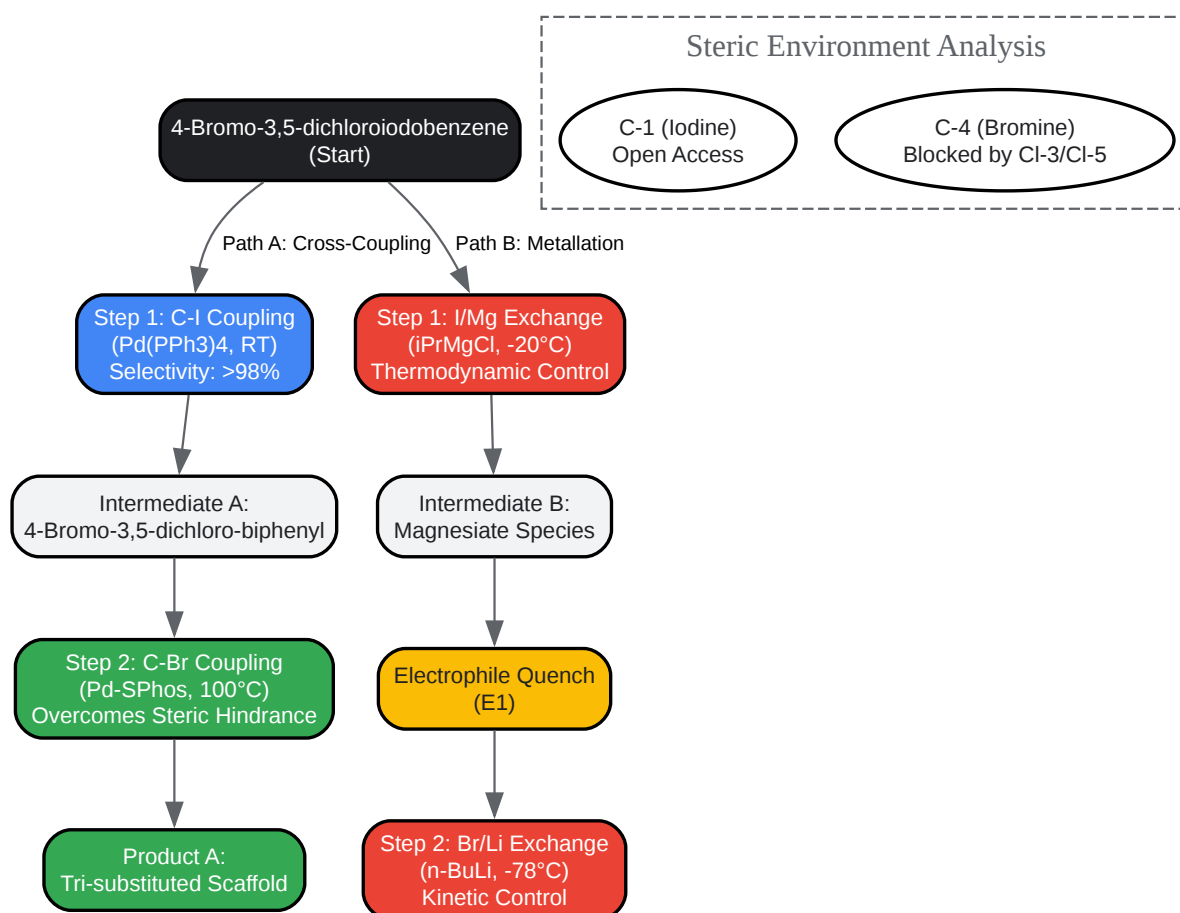 Steric Environment Analysis
C-1 (Iodine)
Open Access
C-4 (Bromine)
Blocked by Cl-3/Cl-5
4-Bromo-3,5-dichloroiodobenzene
(Start)
Path A: Cross-Coupling
Path B: Metallation
Step 1: C-I Coupling
(Pd(PPh3)4, RT)
Selectivity: >98%
Step 1: I/Mg Exchange
(iPrMgCl, -20°C)
Thermodynamic Control
Intermediate A:
4-Bromo-3,5-dichloro-biphenyl
Intermediate B:
Magnesiate Species
Step 2: C-Br Coupling
(Pd-SPhos, 100°C)
Overcomes Steric Hindrance
Electrophile Quench
(E1)
Product A:
Tri-substituted Scaffold
Step 2: Br/Li Exchange
(n-BuLi, -78°C)
Kinetic Control